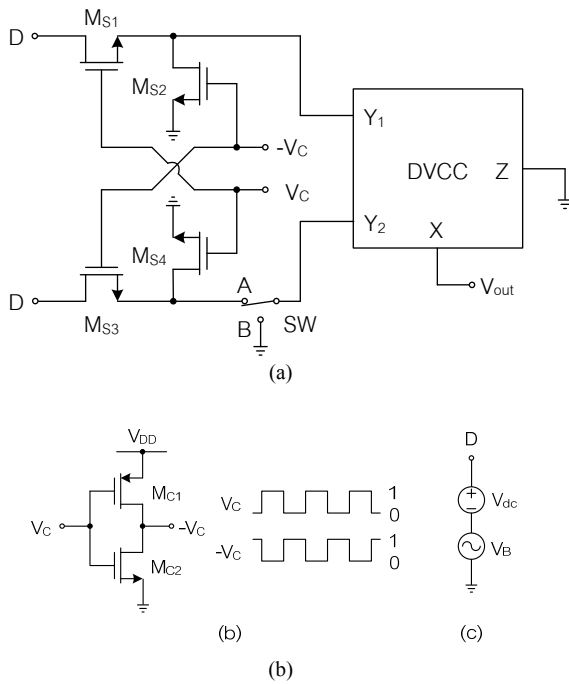 D
MS1
MS2
-VC
VC
MS4
D
MS3
A
B
SW
Y1
Y2
DVCC
Z
X
Vout
(a)
VDD
MC1
VC
-VC
MC2
VC
1
0
-VC
1
0
D
Vdc
VB
(b)
(c)
(b)